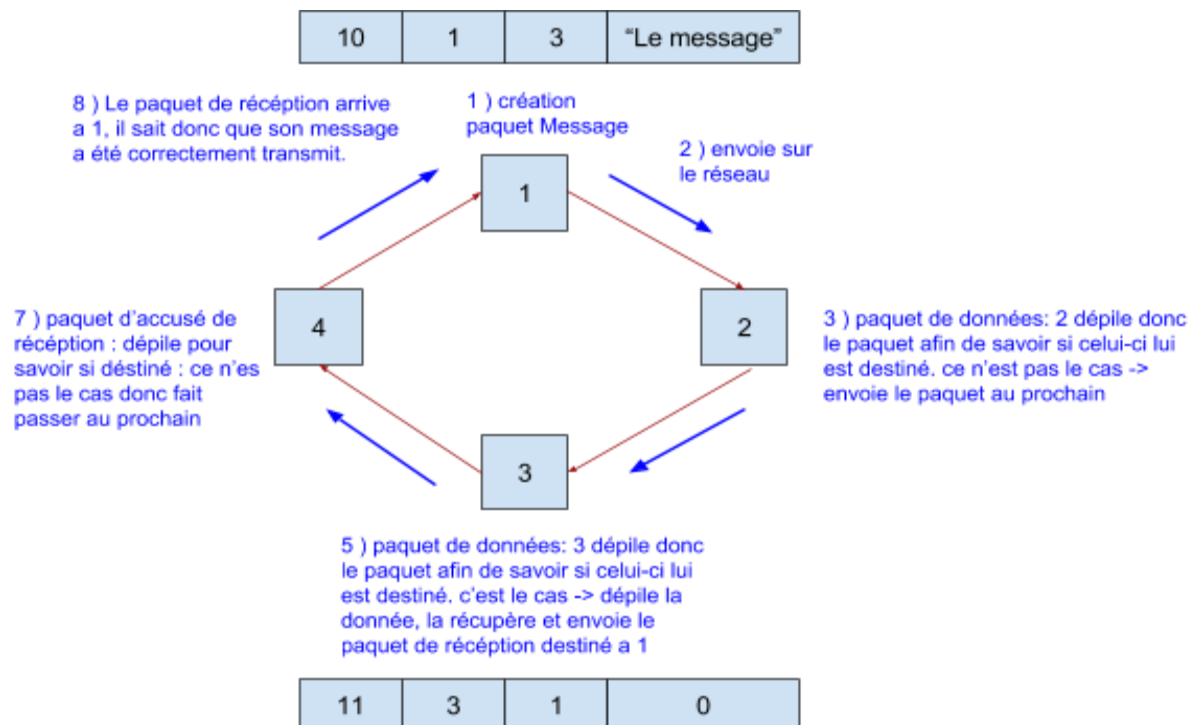 10 1 3 “Le message”
8 ) Le paquet de récéption arrive
a 1, il sait donc que son message
a été correctement transmit.
1 ) création
paquet Message
2 ) envoie sur
le réseau
1
4
2
7 ) paquet d’accusé de
récéption : dépile pour
savoir si déstiné : ce n’es
pas le cas donc fait
passer au prochain
3 ) paquet de données: 2 dépile donc
le paquet afin de savoir si celui-ci lui
est destiné. ce n’est pas le cas ->
envoie le paquet au prochain
3
5 ) paquet de données: 3 dépile donc
le paquet afin de savoir si celui-ci lui
est destiné. c’est le cas -> dépile la
donnée, la récupère et envoie le
paquet de récéption destiné a 1
11 3 1 0